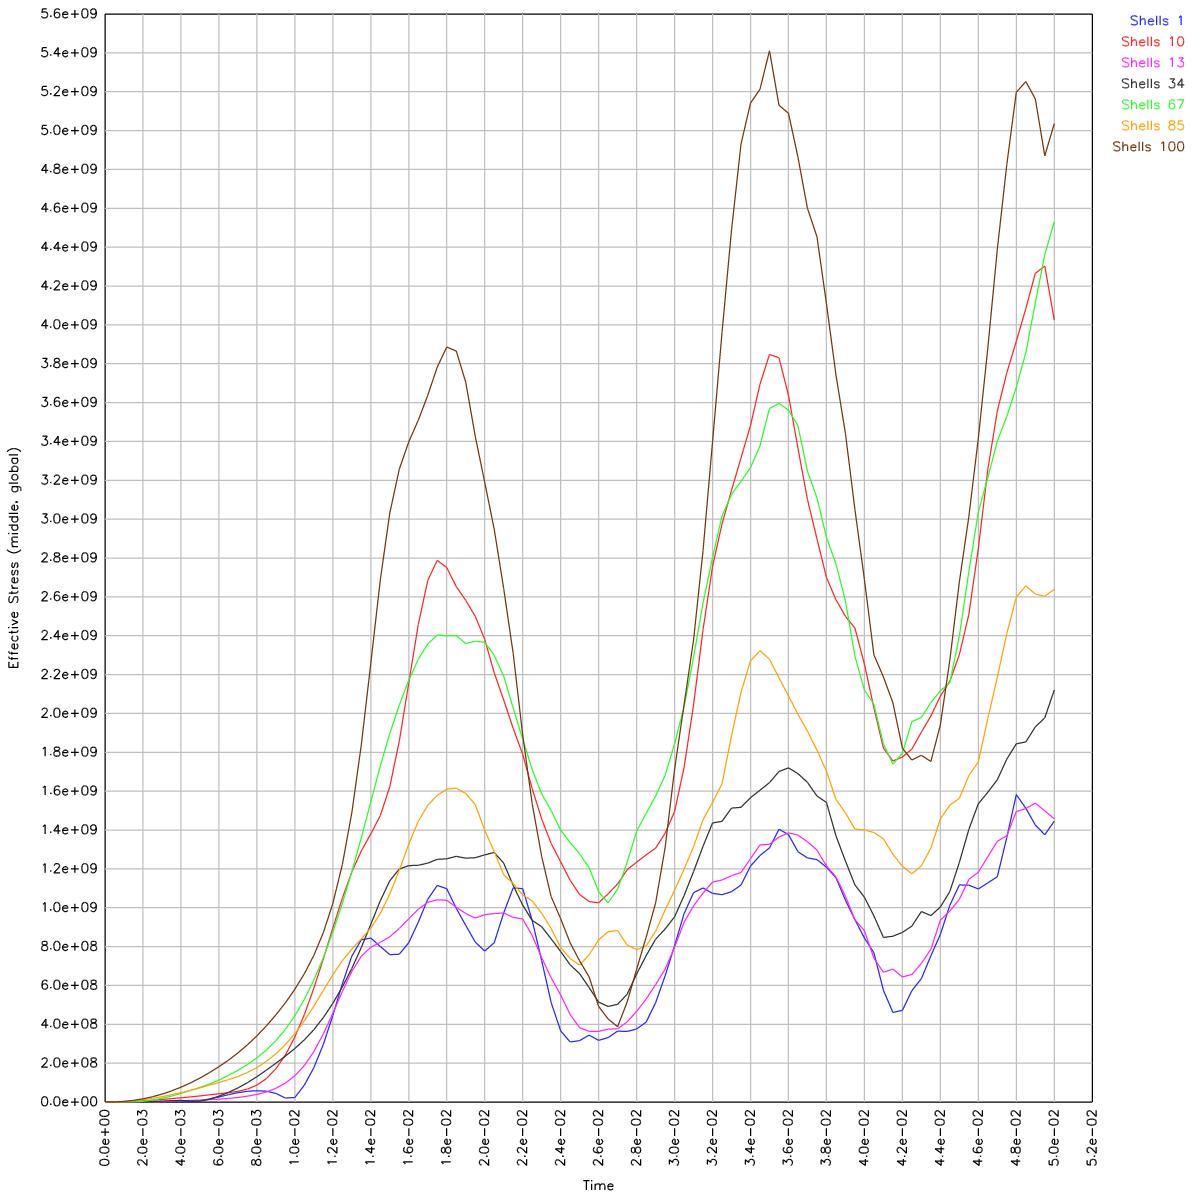 5.6e+09
5.4e+09
5.2e+09
5.0e+09
4.8e+09
4.6e+09
4.4e+09
4.2e+09
4.0e+09
3.8e+09
3.6e+09
3.4e+09
3.2e+09
3.0e+09
2.8e+09
2.6e+09
2.4e+09
2.2e+09
2.0e+09
1.8e+09
1.6e+09
1.4e+09
1.2e+09
1.0e+09
8.0e+08
6.0e+08
4.0e+08
2.0e+08
0.0e+00
Effective Stress (middle, global)
0.0e+00
2.0e-03
4.0e-03
6.0e-03
8.0e-03
1.0e-02
1.2e-02
1.4e-02
1.6e-02
1.8e-02
2.0e-02
2.2e-02
2.4e-02
2.6e-02
2.8e-02
3.0e-02
3.2e-02
3.4e-02
3.6e-02
3.8e-02
4.0e-02
4.2e-02
4.4e-02
4.6e-02
4.8e-02
5.0e-02
5.2e-02
Time
Shells 1
Shells 10
Shells 13
Shells 34
Shells 67
Shells 85
Shells 100